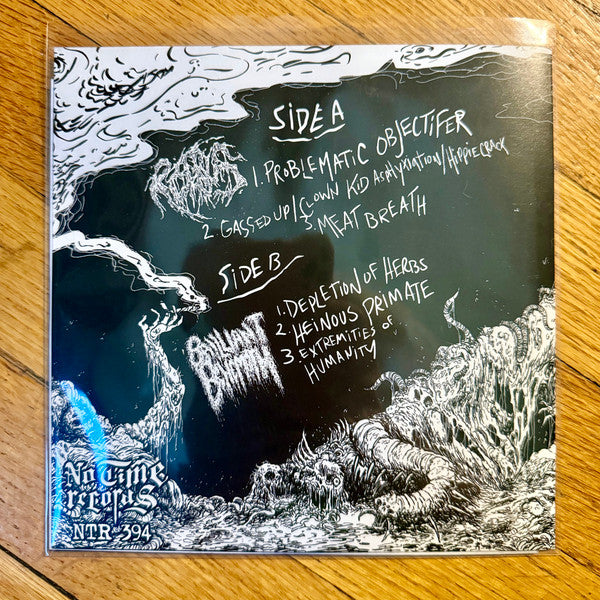 SIDE A
1. PROBLEMATIC OBJECTIFER
2. GASSED UP / CLOWN KID ASPHYXIATION / HIPPIE CRACK
3. MEAT BREATH
SIDE B
1. DEPLETION OF HERBS
2. HEINOUS PRIMATE
3. EXTREMITIES OF
HUMANITY
No Time
records
NTR-394